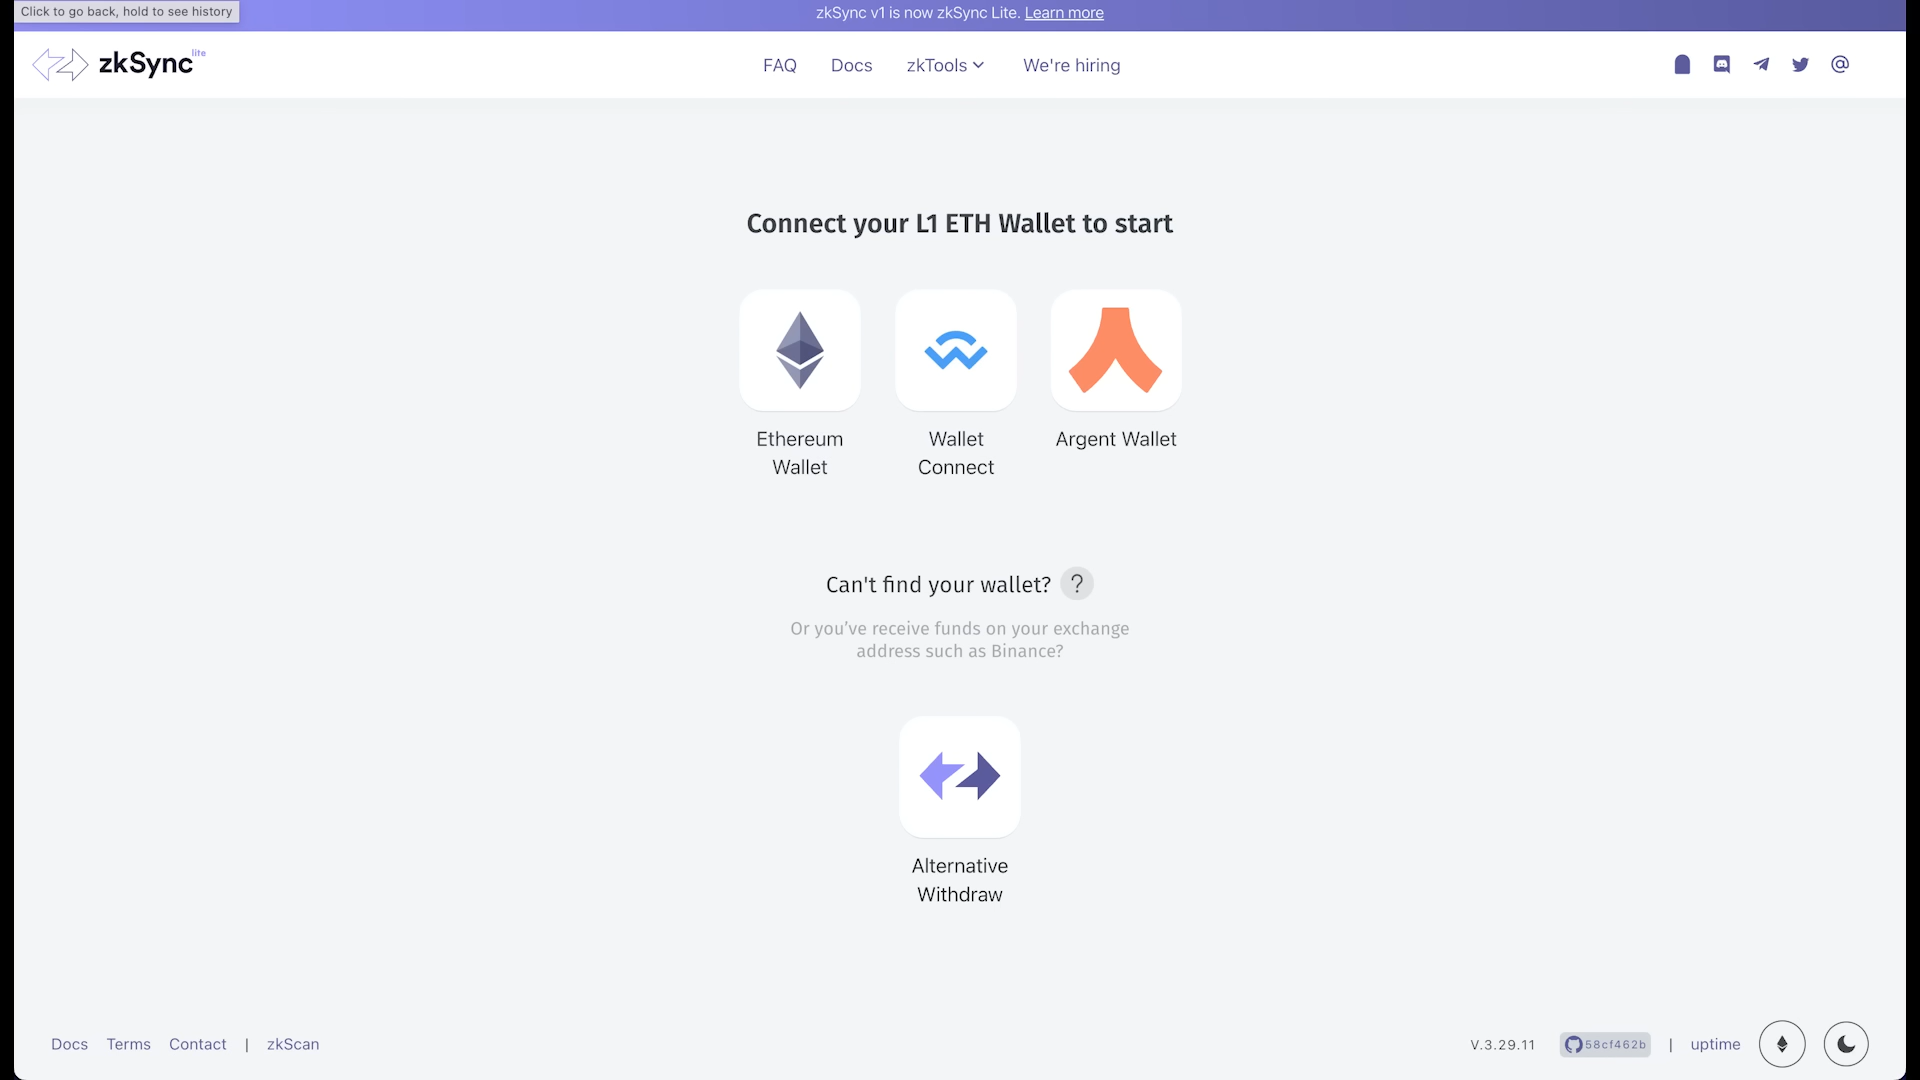 Click to go back, hold to see history
zkSync v1 is now zkSync Lite. Learn more
zkSync lite
FAQ
Docs
zkTools
We're hiring
Connect your L1 ETH Wallet to start
Ethereum
Wallet
Wallet
Connect
Argent Wallet
Can't find your wallet? ?
Or you’ve receive funds on your exchange
address such as Binance?
Alternative
Withdraw
Docs Terms Contact | zkScan
V.3.29.11 58cf462b | uptime